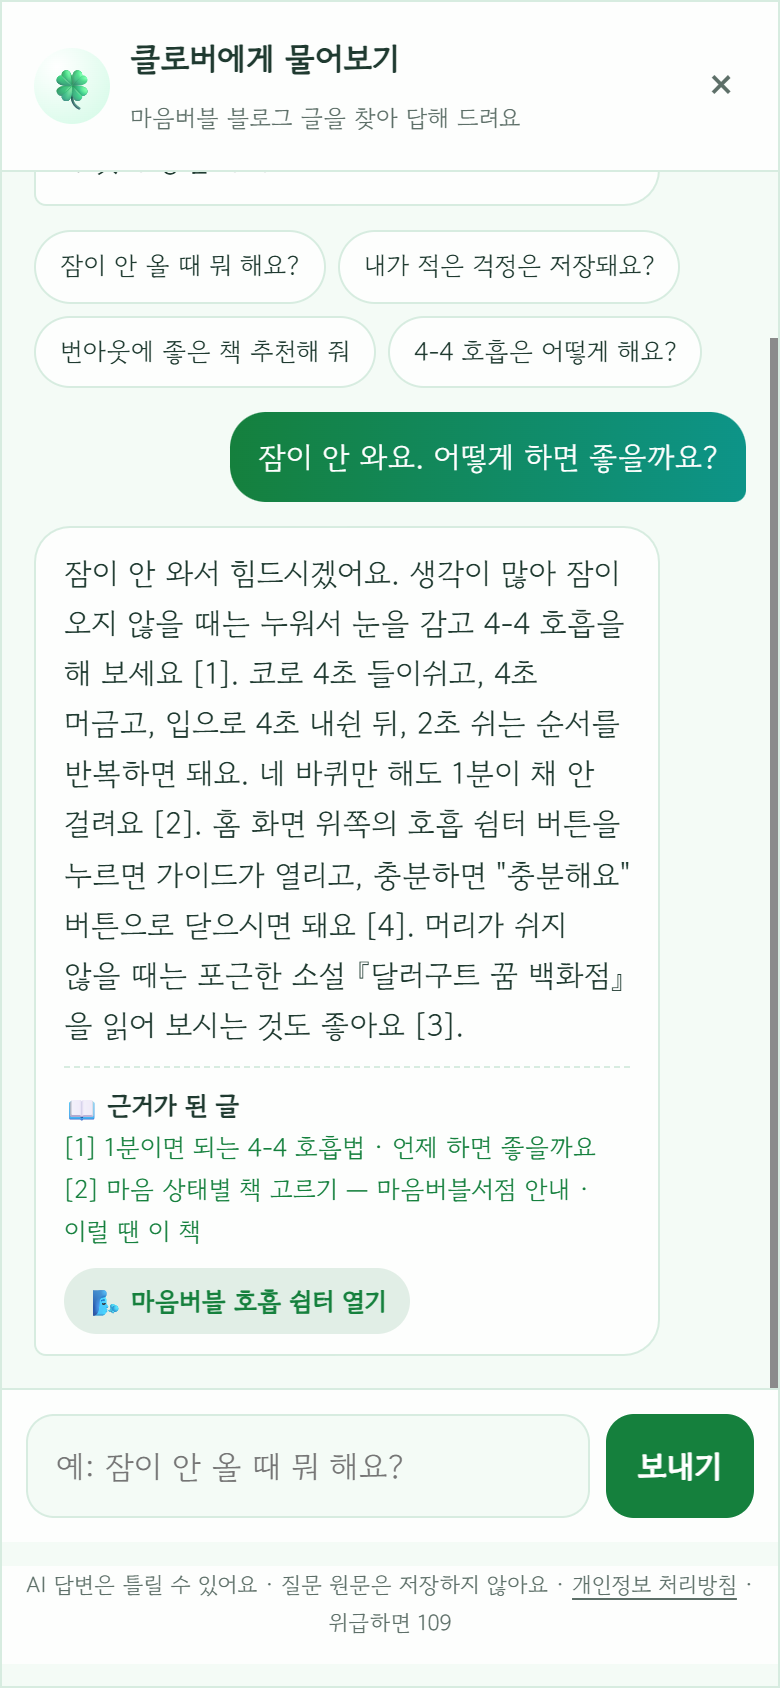 클로버에게 물어보기
마음버블 블로그 글을 찾아 답해 드려요
×
잠이 안 올 때 뭐 해요?
내가 적은 걱정은 저장돼요?
번아웃에 좋은 책 추천해 줘
4-4 호흡은 어떻게 해요?
잠이 안 와요. 어떻게 하면 좋을까요?
잠이 안 와서 힘드시겠어요. 생각이 많아 잠이
오지 않을 때는 누워서 눈을 감고 4-4 호흡을
해 보세요 [1]. 코로 4초 들이쉬고, 4초
머금고, 입으로 4초 내쉰 뒤, 2초 쉬는 순서를
반복하면 돼요. 네 바퀴만 해도 1분이 채 안
걸려요 [2]. 홈 화면 위쪽의 호흡 쉼터 버튼을
누르면 가이드가 열리고, 충분하면 "충분해요"
버튼으로 닫으시면 돼요 [4]. 머리가 쉬지
않을 때는 포근한 소설 『달러구트 꿈 백화점』
을 읽어 보시는 것도 좋아요 [3].
근거가 된 글
[1] 1분이면 되는 4-4 호흡법 · 언제 하면 좋을까요
[2] 마음 상태별 책 고르기 — 마음버블서점 안내 ·
이럴 땐 이 책
마음버블 호흡 쉼터 열기
예: 잠이 안 올 때 뭐 해요?
보내기
AI 답변은 틀릴 수 있어요 · 질문 원문은 저장하지 않아요 · 개인정보 처리방침 ·
위급하면 109